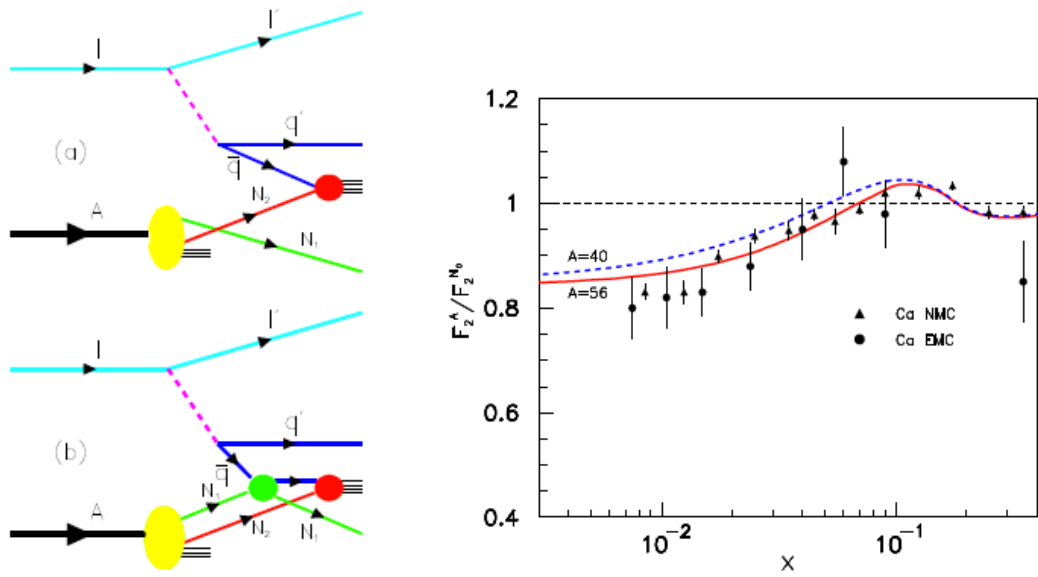 l l′
q′
(a)
q̄
A N₂
N₁
l l′
q′
(b)
q̄
N₁
A N₂ N₁
1.2
1
0.8
0.6
0.4
F₂ᴬ/F₂ᴺ⁰
A=40
A=56
▲ Ca NMC
● Ca EMC
10⁻² 10⁻¹
X